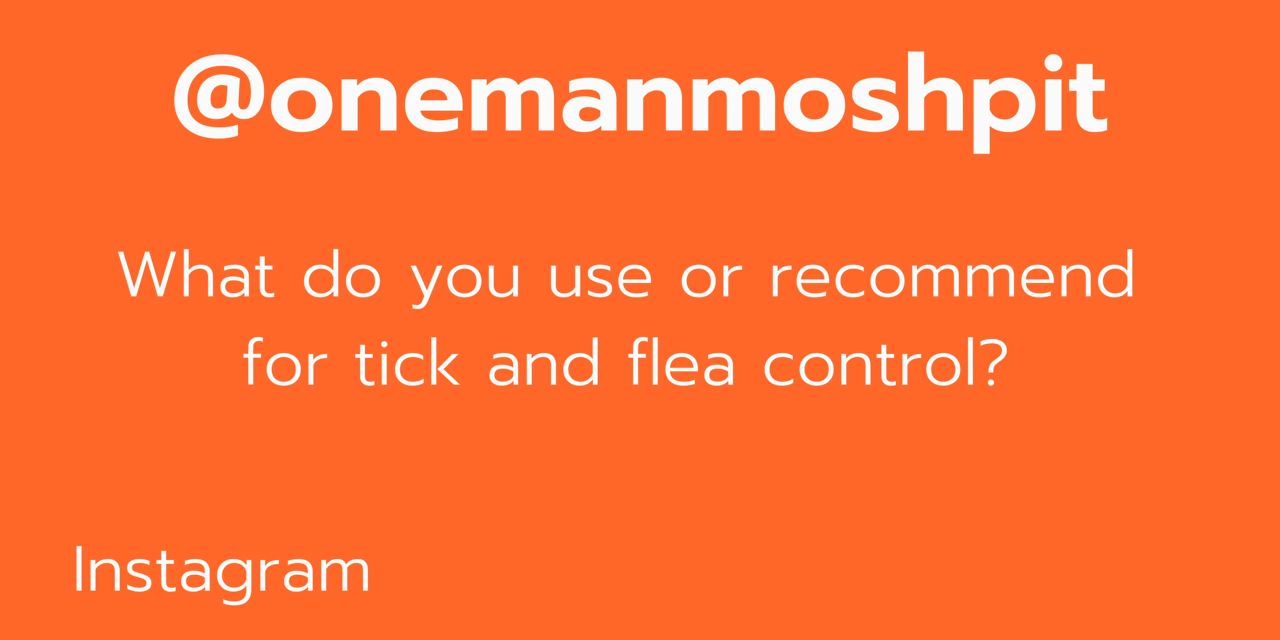 @onemanmoshpit
What do you use or recommend
for tick and flea control?
Instagram